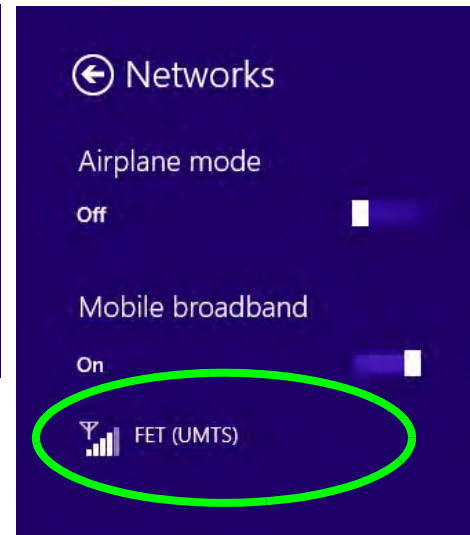 Networks
Airplane mode
Off
Mobile broadband
On
FET (UMTS)